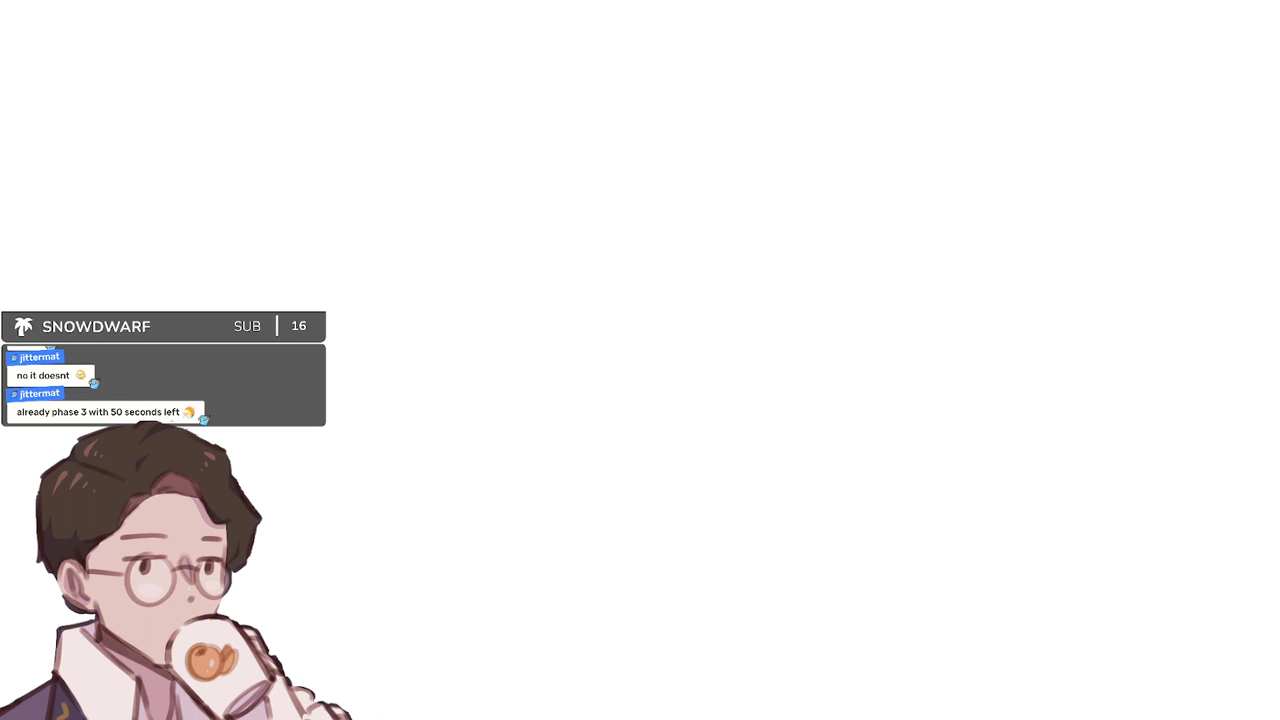 SNOWDWARF SUB 16
jittermat
no it doesnt
jittermat
already phase 3 with 50 seconds left